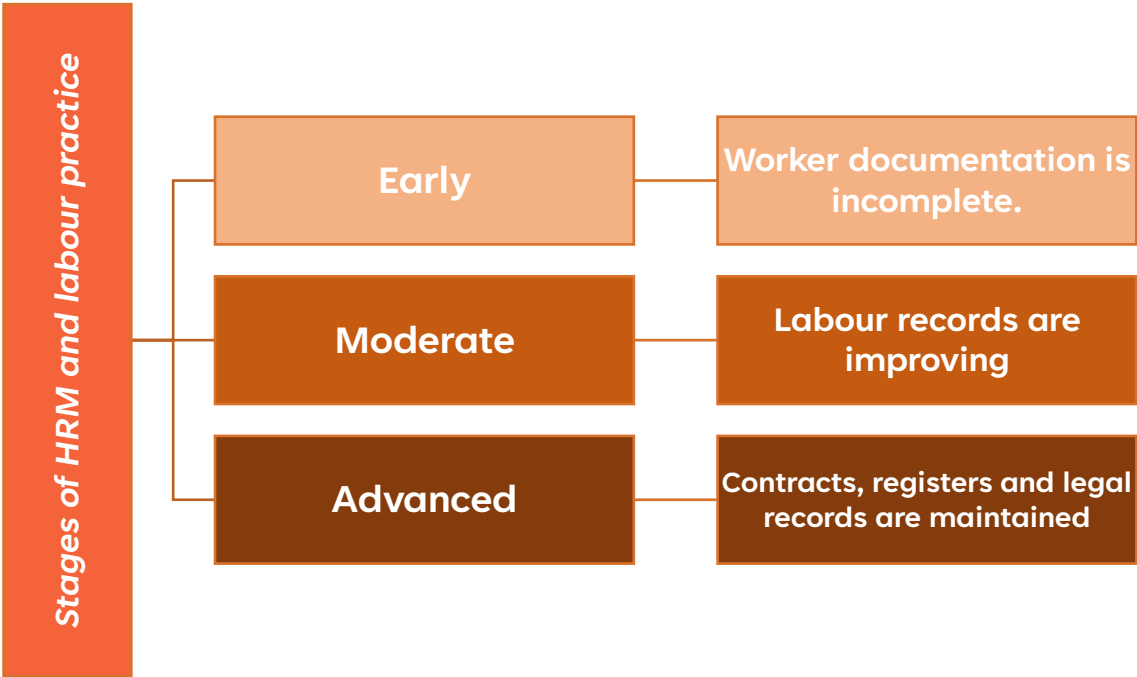 Stages of HRM and labour practice
Early
Worker documentation is
incomplete.
Moderate
Labour records are
improving
Advanced
Contracts, registers and legal
records are maintained